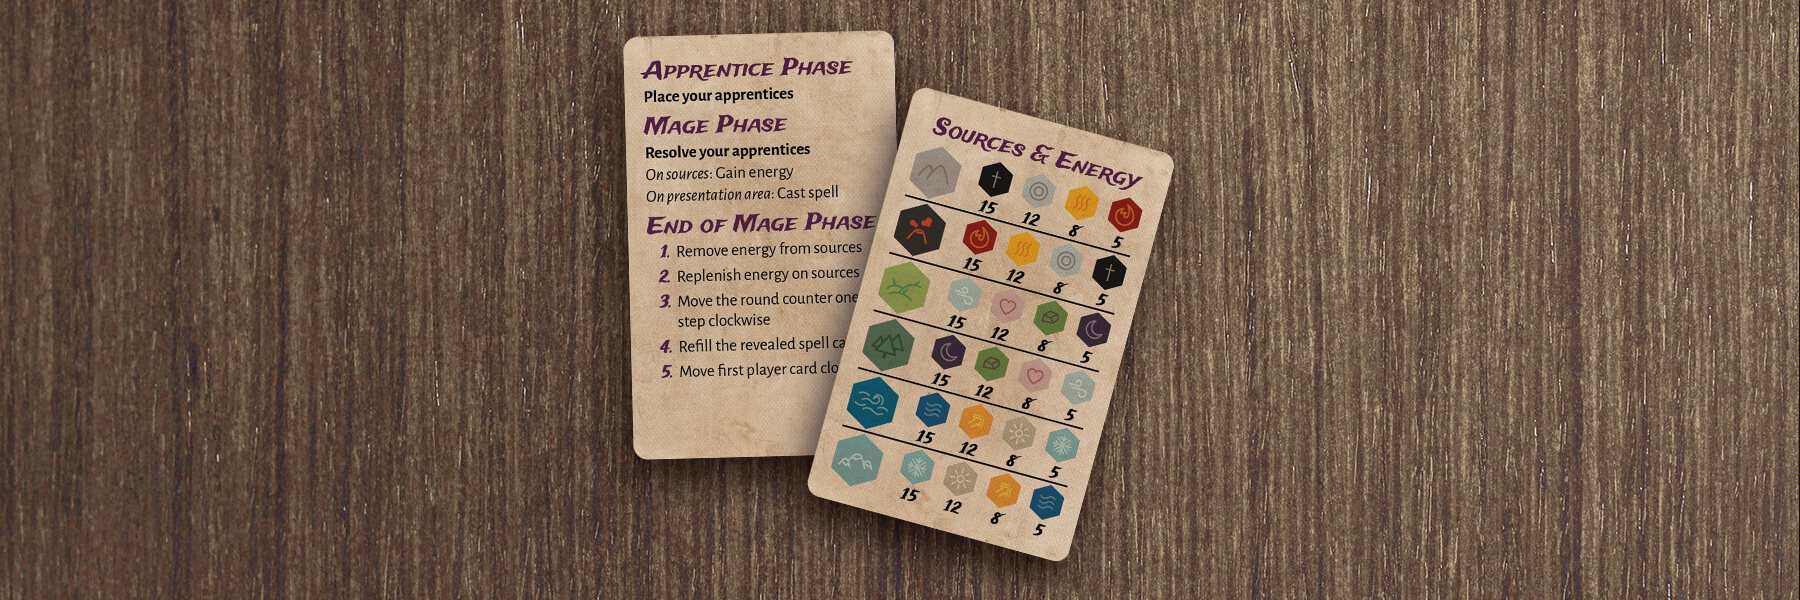 Apprentice Phase
Place your apprentices
Mage Phase
Resolve your apprentices
On sources: Gain energy
On presentation area: Cast spell
End of Mage Phase
1. Remove energy from sources
2. Replenish energy on sources
3. Move the round counter one
step clockwise
4. Refill the revealed spell ca
5. Move first player card clo
Sources & Energy
15 12 8 5
15 12 8 5
15 12 8 5
15 12 8 5
15 12 8 5
15 12 8 5